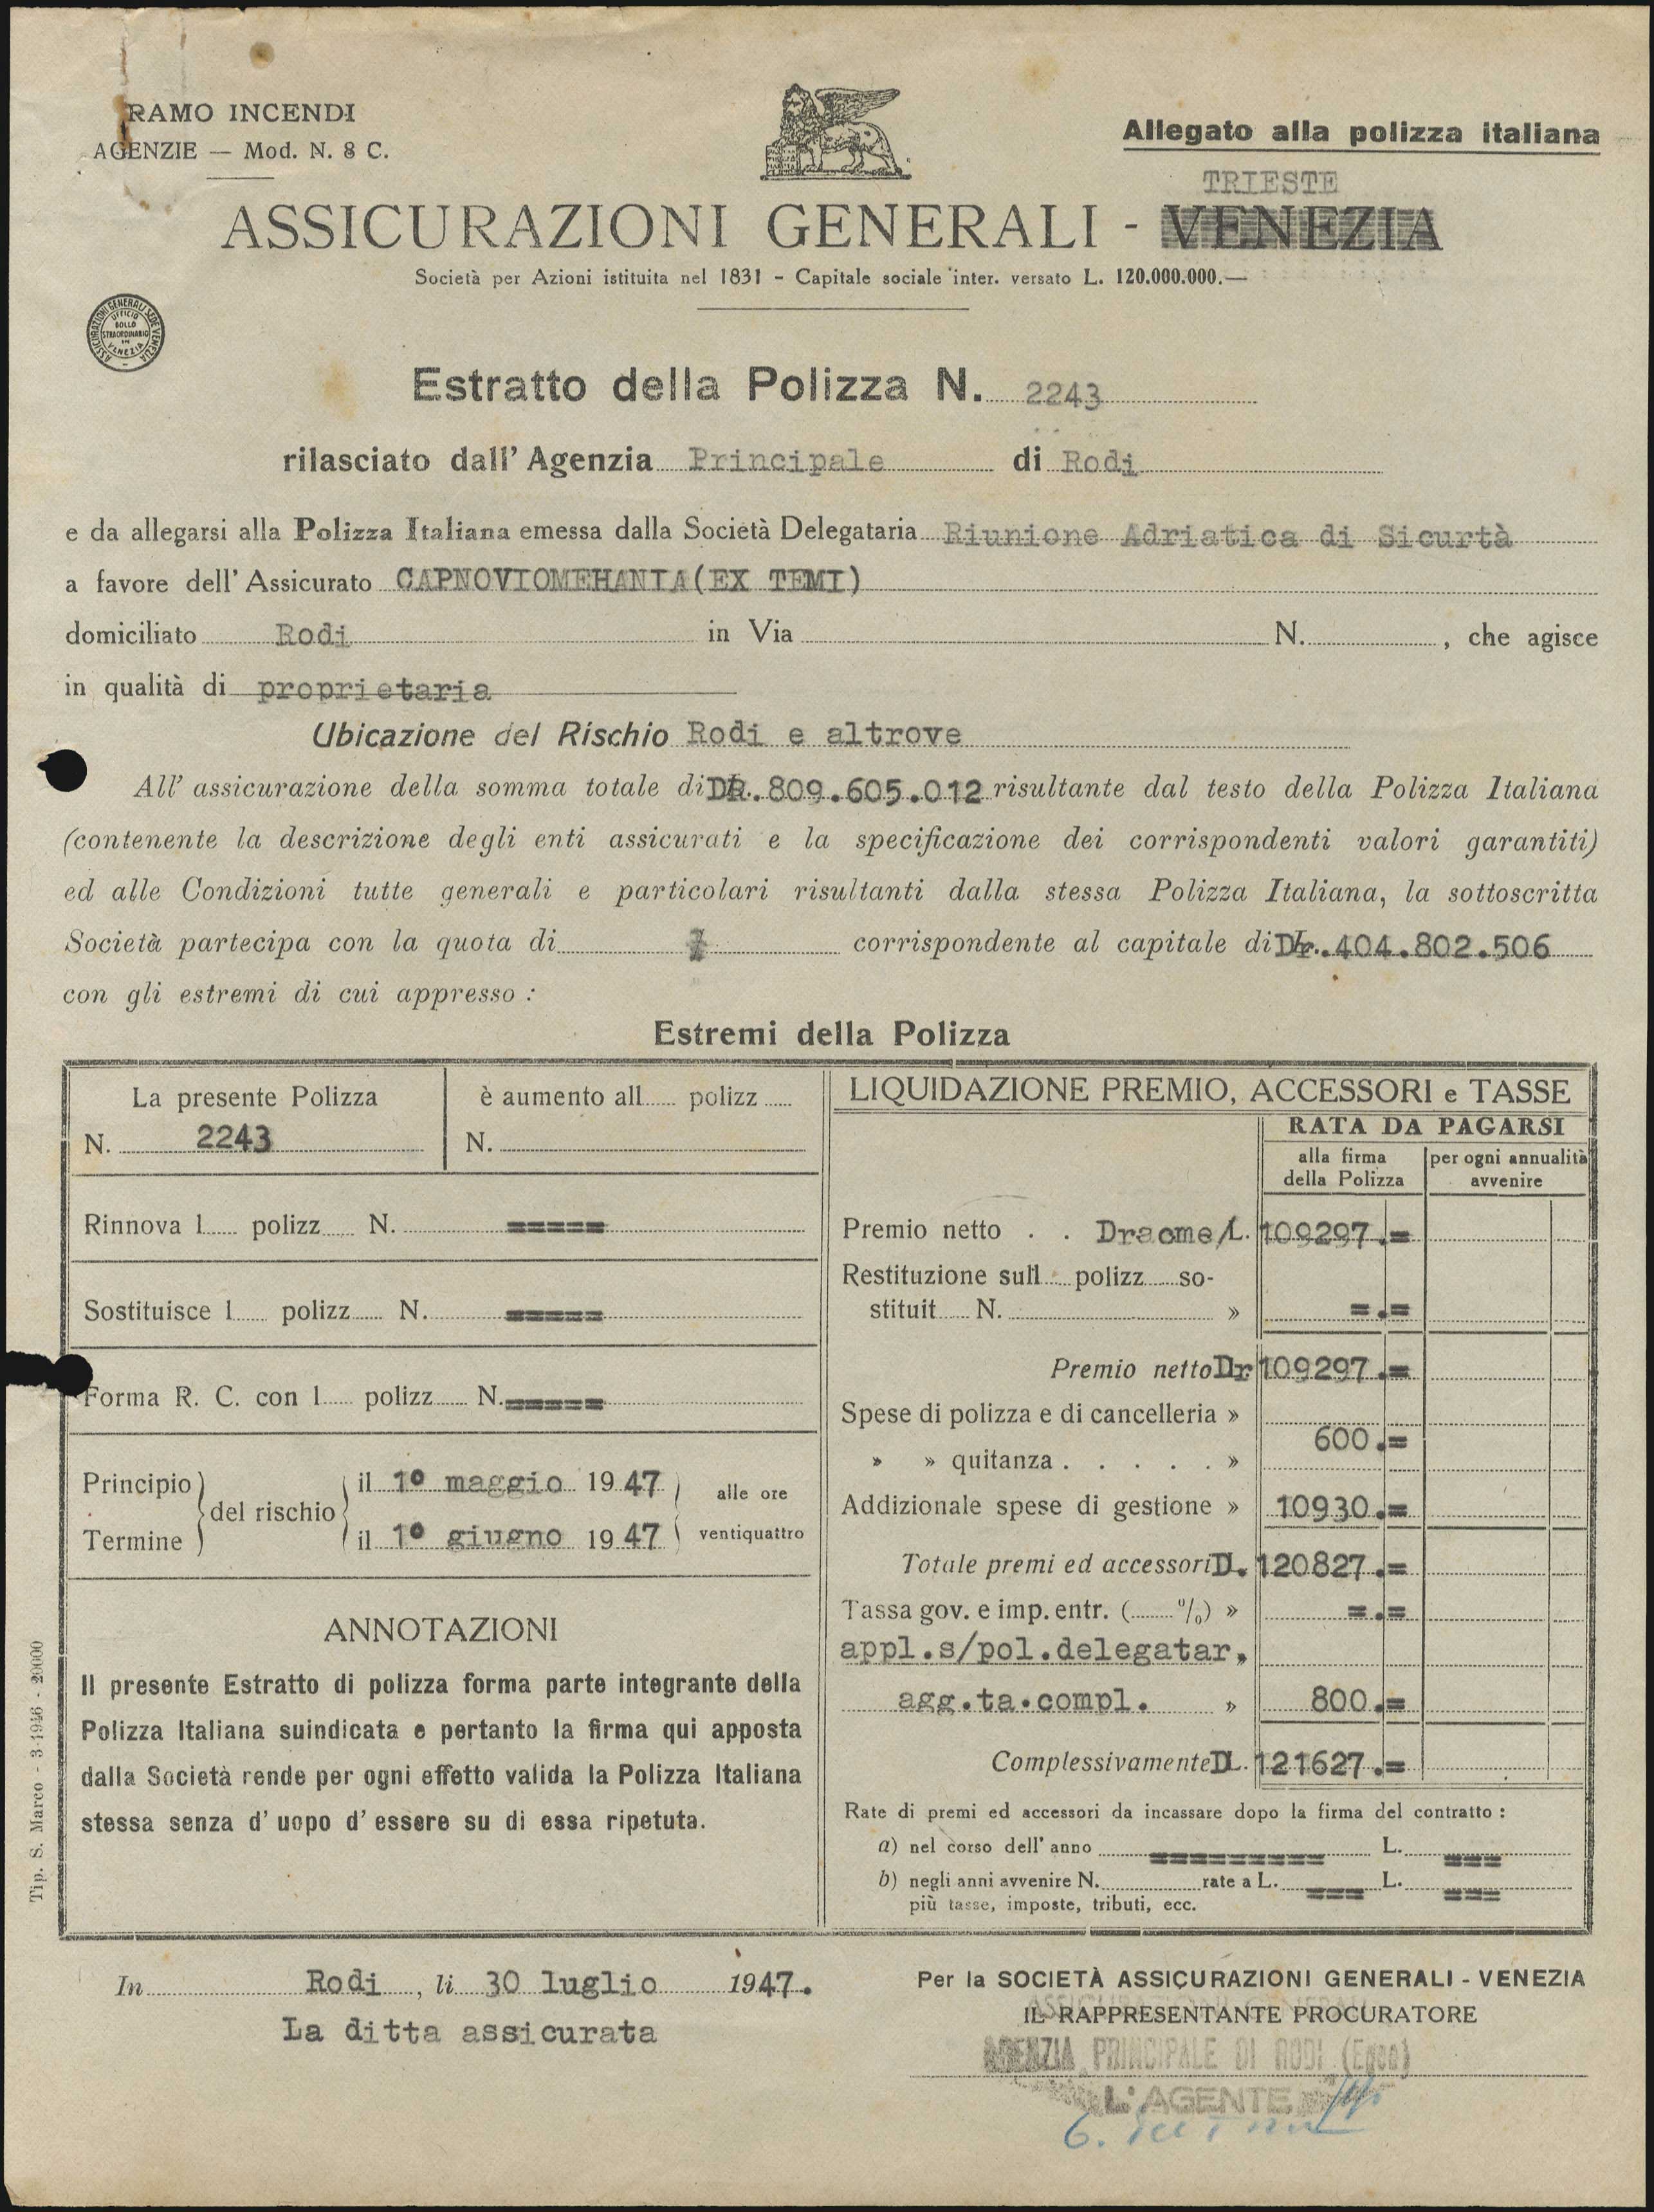 RAMO INCENDI
AGENZIE — Mod. N. 8 C.
Allegato alla polizza italiana
TRIESTE
ASSICURAZIONI GENERALI - VENEZIA
Società per Azioni istituita nel 1831 - Capitale sociale inter. versato L. 120.000.000.—
ASSICURAZIONI GENERALI SEDE VENEZIA
UFFICIO
BOLLO
STRAORDINARIO
IN
VENEZIA
Estratto della Polizza N. 2243
rilasciato dall' Agenzia Principale di Rodi
e da allegarsi alla Polizza Italiana emessa dalla Società Delegataria Riunione Adriatica di Sicurtà
a favore dell' Assicurato CAPNOVIOMEHANIA(EX TEMI)
domiciliato Rodi in Via N. , che agisce
in qualità di proprietaria
Ubicazione del Rischio Rodi e altrove
All' assicurazione della somma totale di DR. 809.605.012 risultante dal testo della Polizza Italiana
(contenente la descrizione degli enti assicurati e la specificazione dei corrispondenti valori garantiti)
ed alle Condizioni tutte generali e particolari risultanti dalla stessa Polizza Italiana, la sottoscritta
Società partecipa con la quota di corrispondente al capitale di Dr. 404.802.506
con gli estremi di cui appresso :
Estremi della Polizza
La presente Polizza
N. 2243
è aumento all polizz
N.
Rinnova l polizz N. =====
Sostituisce l polizz N. =====
Forma R. C. con l polizz N. =====
Principio
Termine
del rischio
il 1º maggio 1947
il 1º giugno 1947
alle ore
ventiquattro
ANNOTAZIONI
Il presente Estratto di polizza forma parte integrante della
Polizza Italiana suindicata e pertanto la firma qui apposta
dalla Società rende per ogni effetto valida la Polizza Italiana
stessa senza d' uopo d' essere su di essa ripetuta.
LIQUIDAZIONE PREMIO, ACCESSORI e TASSE
RATA DA PAGARSI
alla firma della Polizza
per ogni annualità avvenire
Premio netto . . Dracme/L. 109297.=
Restituzione sull polizz so-
stituit N. » =.=
Premio netto Dr 109297.=
Spese di polizza e di cancelleria »
600.=
» » quitanza . . . . . »
Addizionale spese di gestione » 10930.=
Totale premi ed accessori D. 120827.=
Tassa gov. e imp. entr. ( %) » =.=
appl.s/pol.delegatar.
agg.ta.compl. » 800.=
Complessivamente D. 121627.=
Rate di premi ed accessori da incassare dopo la firma del contratto :
a) nel corso dell' anno ========= L. ===
b) negli anni avvenire N. rate a L. === L. ===
più tasse, imposte, tributi, ecc.
Tip. S. Marco - 3-1946 - 20000
In Rodi, li 30 luglio 1947.
La ditta assicurata
Per la SOCIETÀ ASSICURAZIONI GENERALI - VENEZIA
IL RAPPRESENTANTE PROCURATORE
AGENZIA PRINCIPALE DI RODI (Egeo)
L'AGENTE